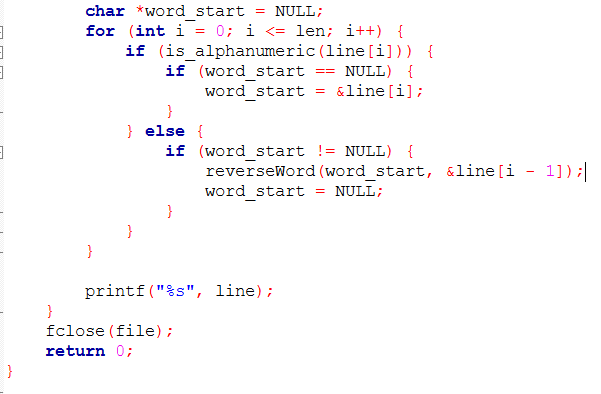 char *word_start = NULL;
for (int i = 0; i <= len; i++) {
if (is_alphanumeric(line[i])) {
if (word_start == NULL) {
word_start = &line[i];
}
} else {
if (word_start != NULL) {
reverseWord(word_start, &line[i - 1]);
word_start = NULL;
}
}
}
printf("%s", line);
}
fclose(file);
return 0;
}